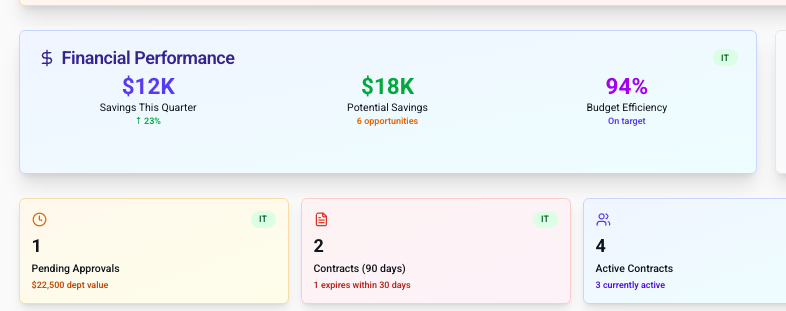 Financial Performance IT
$12K $18K 94%
Savings This Quarter Potential Savings Budget Efficiency
↑ 23% 6 opportunities On target
IT IT
1 2 4
Pending Approvals Contracts (90 days) Active Contracts
$22,500 dept value 1 expires within 30 days 3 currently active